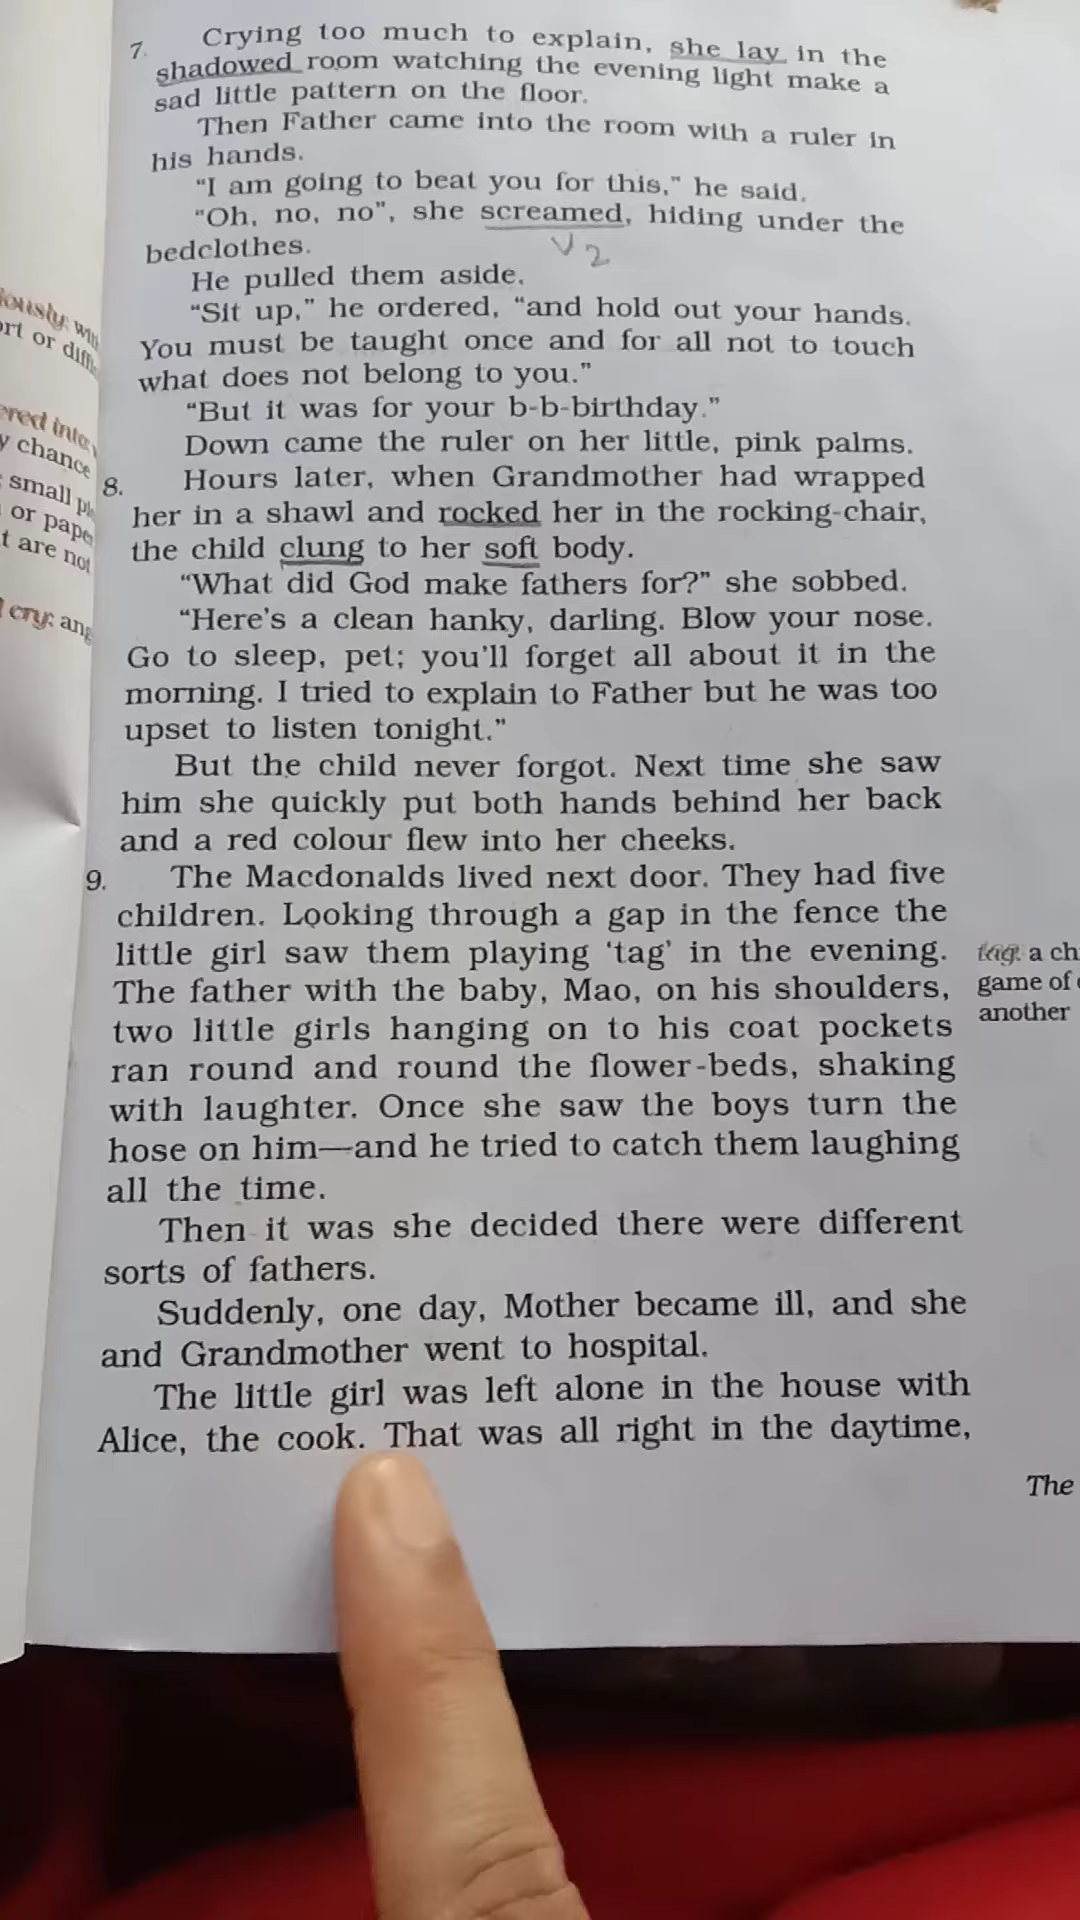 7. Crying too much to explain, she lay in the
shadowed room watching the evening light make a
sad little pattern on the floor.
Then Father came into the room with a ruler in
his hands.
“I am going to beat you for this,” he said.
“Oh, no, no”, she screamed, hiding under the
V2
bedclothes.
He pulled them aside.
“Sit up,” he ordered, “and hold out your hands.
You must be taught once and for all not to touch
what does not belong to you.”
“But it was for your b-b-birthday.”
Down came the ruler on her little, pink palms.
8. Hours later, when Grandmother had wrapped
her in a shawl and rocked her in the rocking-chair,
the child clung to her soft body.
“What did God make fathers for?” she sobbed.
“Here’s a clean hanky, darling. Blow your nose.
Go to sleep, pet; you’ll forget all about it in the
morning. I tried to explain to Father but he was too
upset to listen tonight.”
But the child never forgot. Next time she saw
him she quickly put both hands behind her back
and a red colour flew into her cheeks.
9. The Macdonalds lived next door. They had five
children. Looking through a gap in the fence the
little girl saw them playing ‘tag’ in the evening.
The father with the baby, Mao, on his shoulders,
two little girls hanging on to his coat pockets
ran round and round the flower-beds, shaking
with laughter. Once she saw the boys turn the
hose on him—and he tried to catch them laughing
all the time.
Then it was she decided there were different
sorts of fathers.
Suddenly, one day, Mother became ill, and she
and Grandmother went to hospital.
The little girl was left alone in the house with
Alice, the cook. That was all right in the daytime,
tag: a
game of
another
The
or
chance
small
or
t are not
cry: